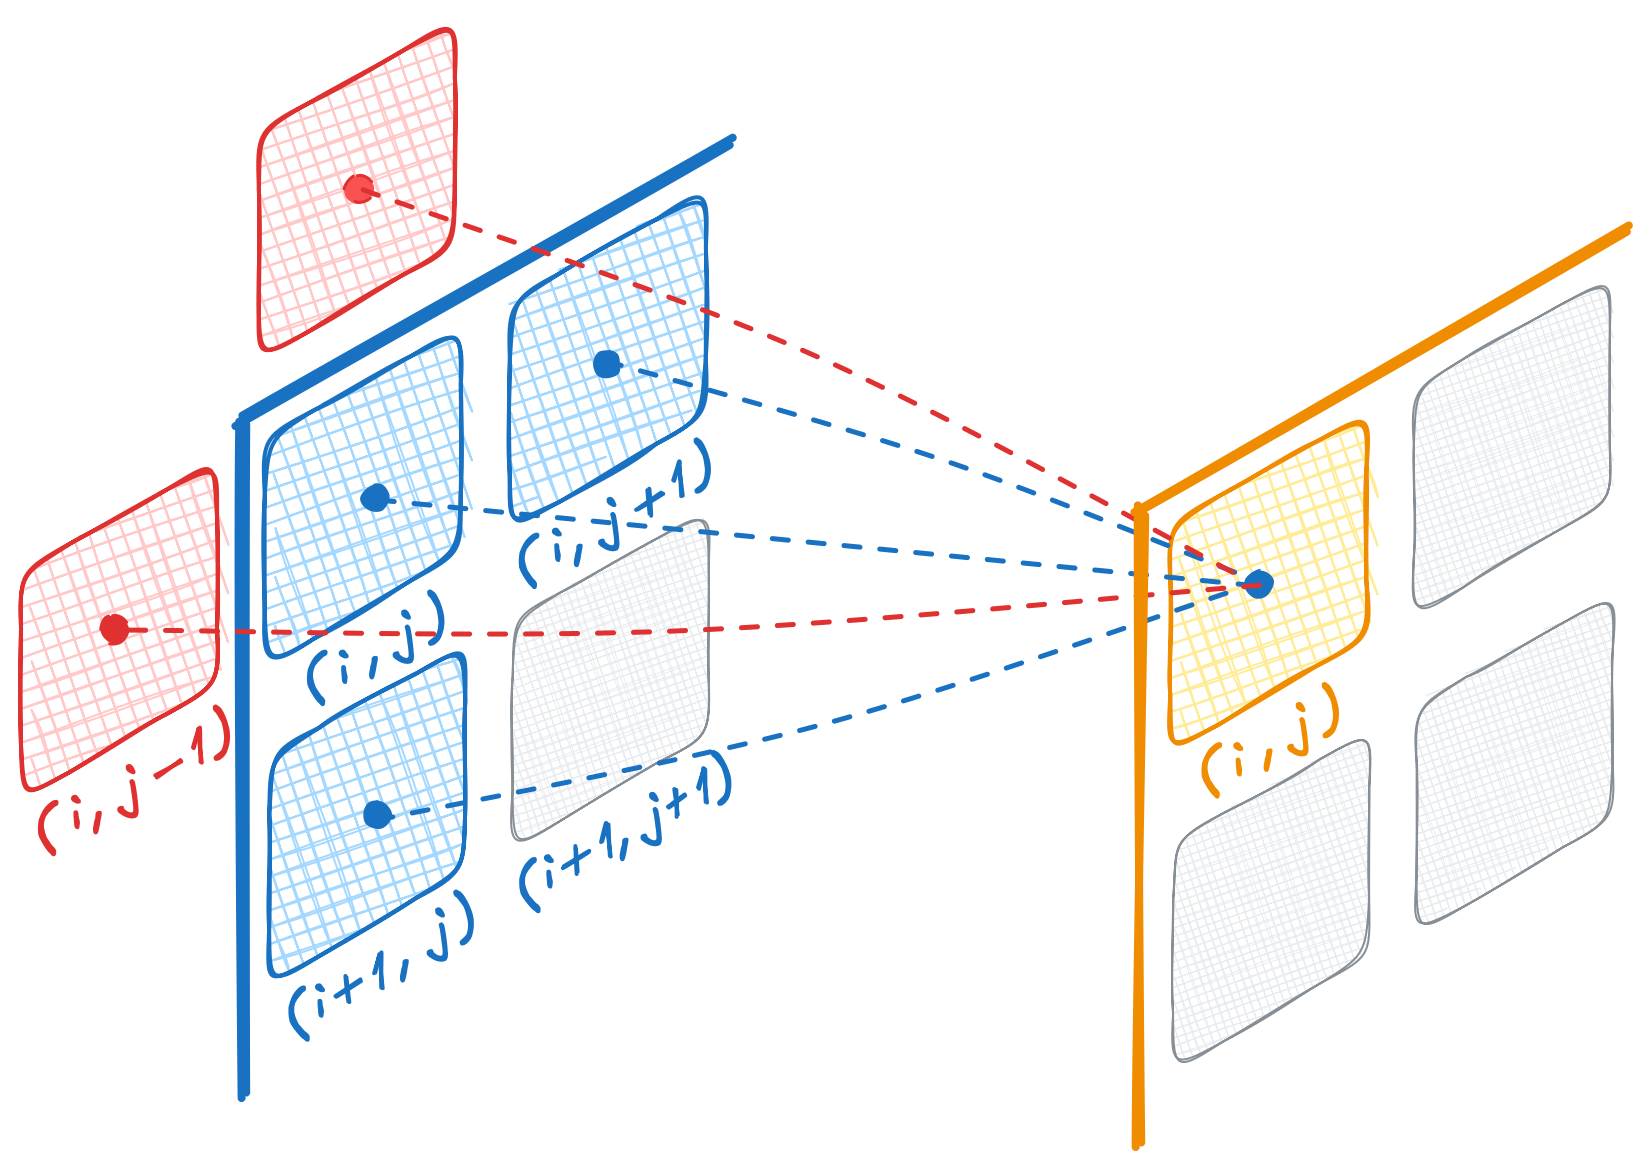 (i, j+1)
(i, j)
(i, j-1)
(i+1, j+1)
(i+1, j)
(i, j)